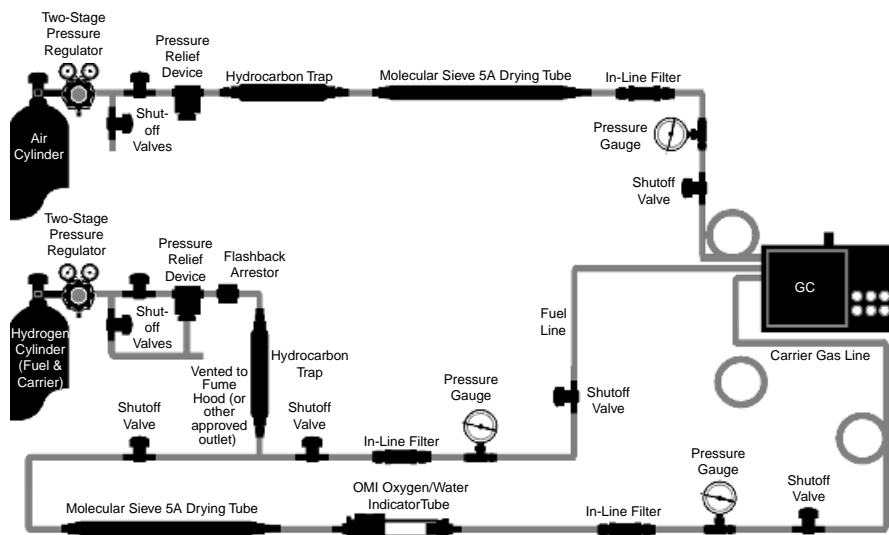 Two-Stage
Pressure
Regulator
Pressure
Relief
Device
Hydrocarbon Trap
Molecular Sieve 5A Drying Tube
In-Line Filter
Air
Cylinder
Shut-
off
Valves
Pressure
Gauge
Shutoff
Valve
Two-Stage
Pressure
Regulator
Pressure
Relief
Device
Flashback
Arrestor
GC
Hydrogen
Cylinder
(Fuel &
Carrier)
Shut-
off
Valves
Fuel
Line
Carrier Gas Line
Vented to
Fume
Hood (or
other
approved
outlet)
Hydrocarbon
Trap
Pressure
Gauge
Shutoff
Valve
Shutoff
Valve
Shutoff
Valve
In-Line Filter
Pressure
Gauge
Shutoff
Valve
Molecular Sieve 5A Drying Tube
OMI Oxygen/Water
IndicatorTube
In-Line Filter